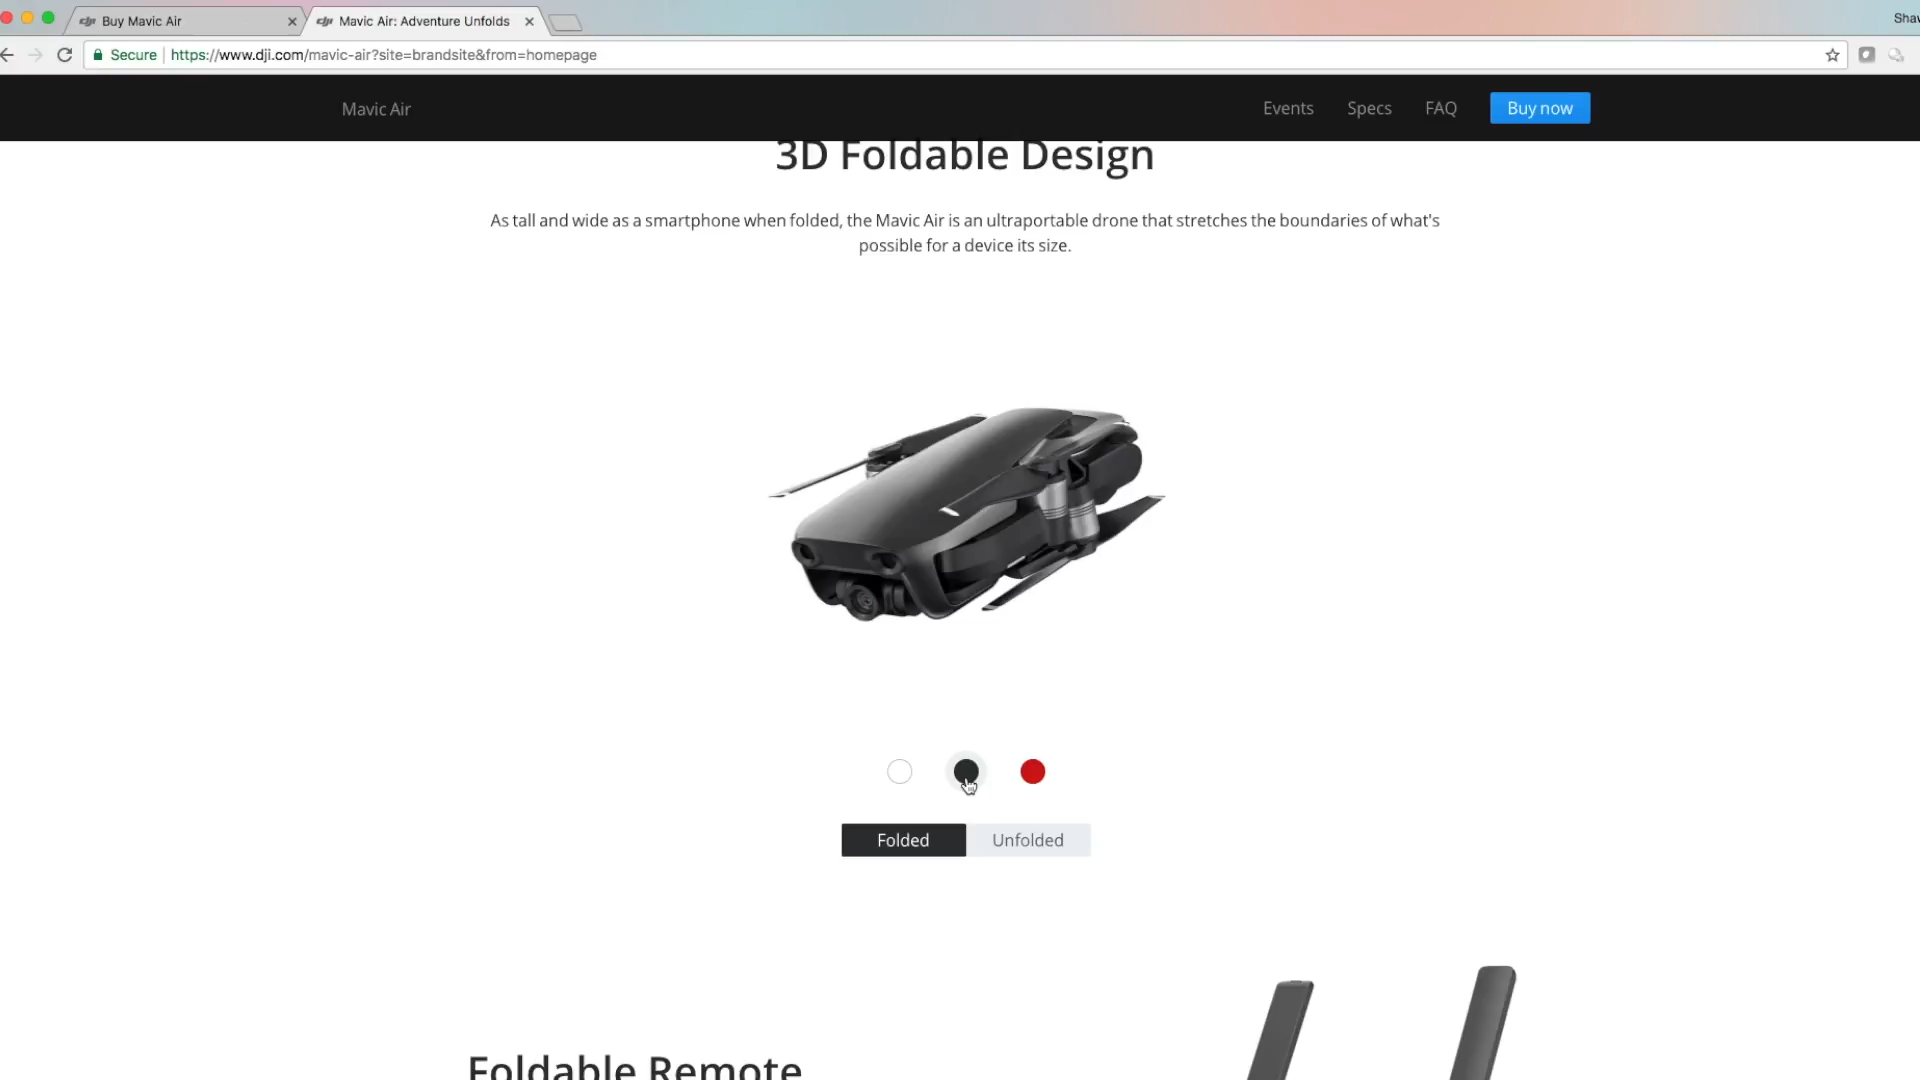 Buy Mavic Air
Mavic Air: Adventure Unfolds
Secure
https://www.dji.com/mavic-air?site=brandsite&from=homepage
Mavic Air
Events
Specs
FAQ
Buy now
3D Foldable Design
As tall and wide as a smartphone when folded, the Mavic Air is an ultraportable drone that stretches the boundaries of what's
possible for a device its size.
Folded
Unfolded
Foldable Remote